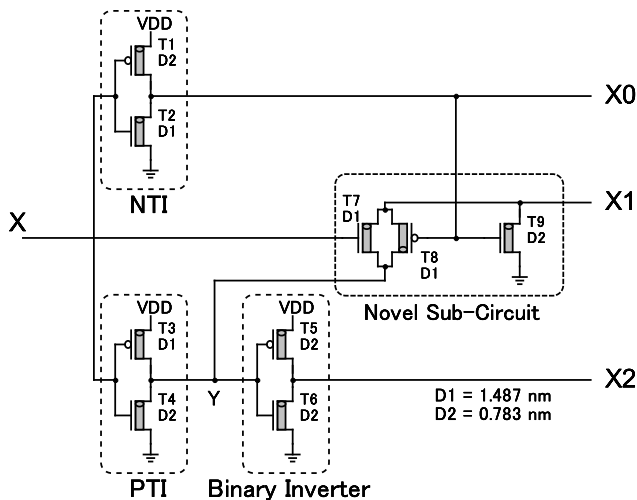 VDD
T1
D2
T2
D1
NTI
X0
X1
X
T7
D1
T8
D1
T9
D2
Novel Sub-Circuit
VDD
T3
D1
T4
D2
PTI
Y
VDD
T5
D2
T6
D2
Binary Inverter
X2
D1 = 1.487 nm
D2 = 0.783 nm